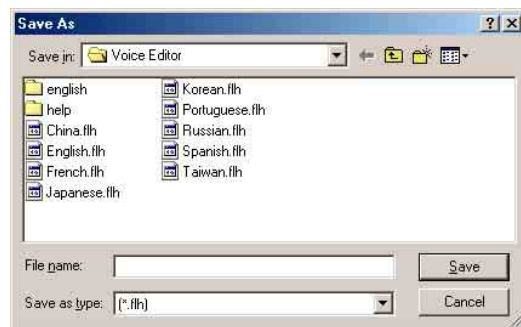 Save As
Save in: Voice Editor
english
help
China.flh
English.flh
French.flh
Japanese.flh
Korean.flh
Portuguese.flh
Russian.flh
Spanish.flh
Taiwan.flh
File name:
Save
Save as type: (*.flh)
Cancel